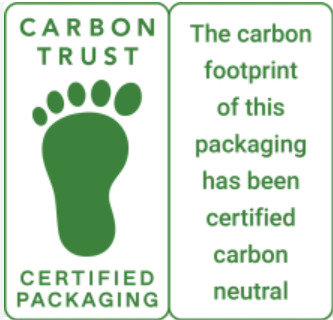 CARBON
TRUST
CERTIFIED
PACKAGING
The carbon
footprint
of this
packaging
has been
certified
carbon
neutral